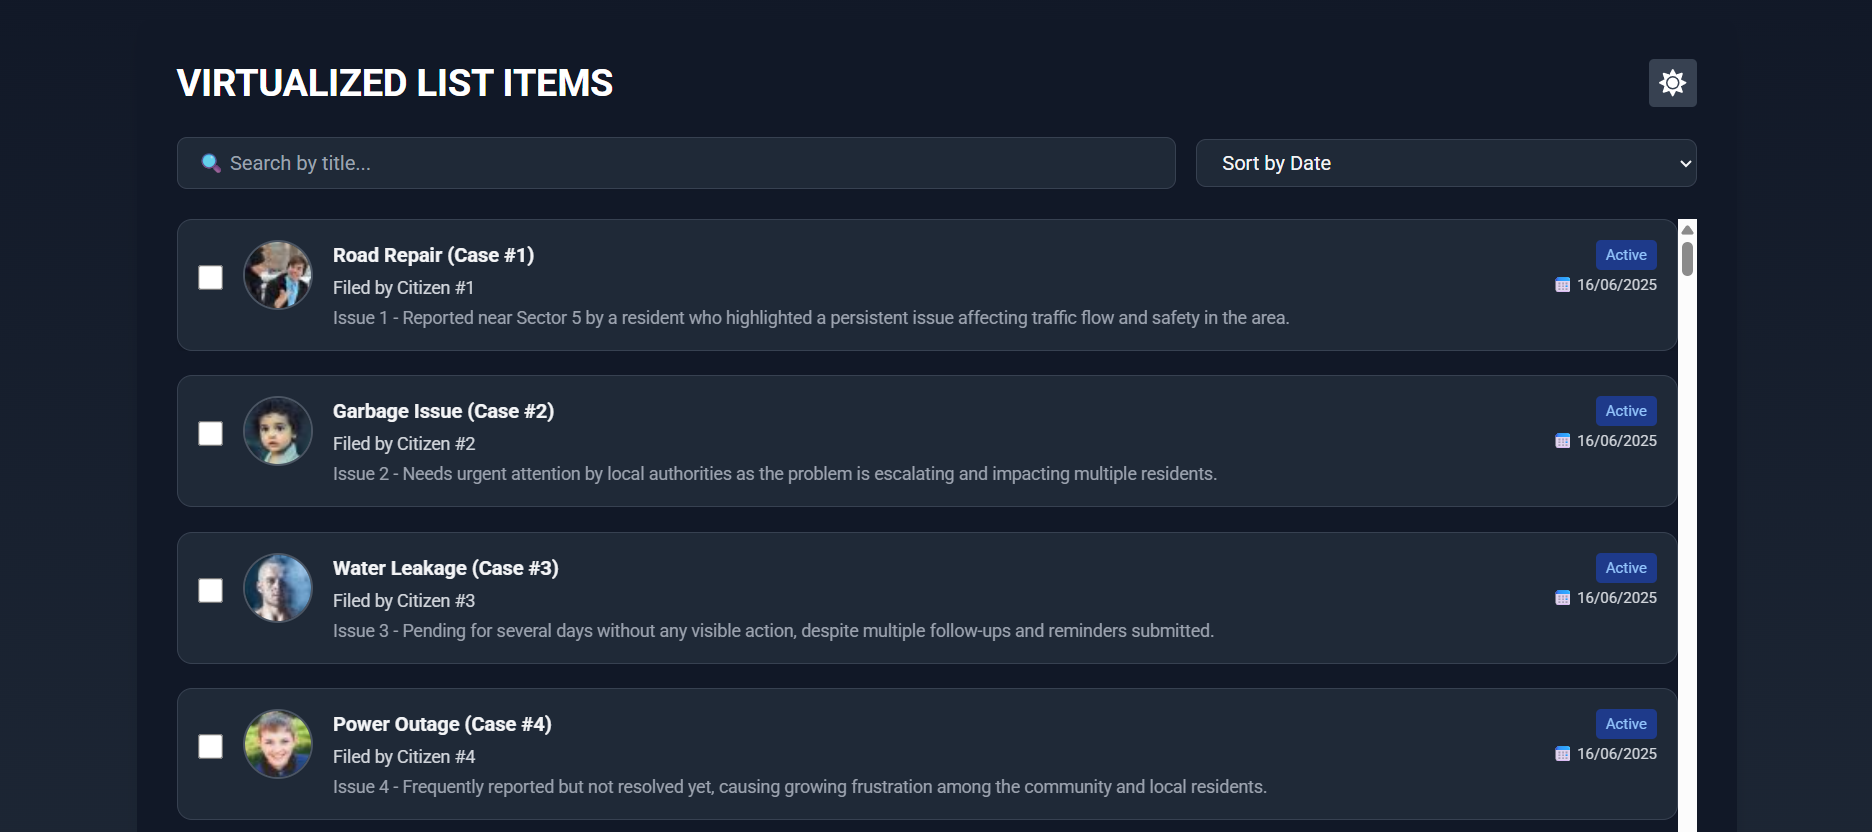 VIRTUALIZED LIST ITEMS
Search by title...
Sort by Date
Road Repair (Case #1)
Active
Filed by Citizen #1
16/06/2025
Issue 1 - Reported near Sector 5 by a resident who highlighted a persistent issue affecting traffic flow and safety in the area.
Garbage Issue (Case #2)
Active
Filed by Citizen #2
16/06/2025
Issue 2 - Needs urgent attention by local authorities as the problem is escalating and impacting multiple residents.
Water Leakage (Case #3)
Active
Filed by Citizen #3
16/06/2025
Issue 3 - Pending for several days without any visible action, despite multiple follow-ups and reminders submitted.
Power Outage (Case #4)
Active
Filed by Citizen #4
16/06/2025
Issue 4 - Frequently reported but not resolved yet, causing growing frustration among the community and local residents.